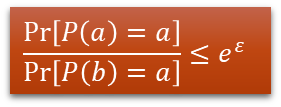 Pr[P(a) = a]
Pr[P(b) = a] ≤ e^ε